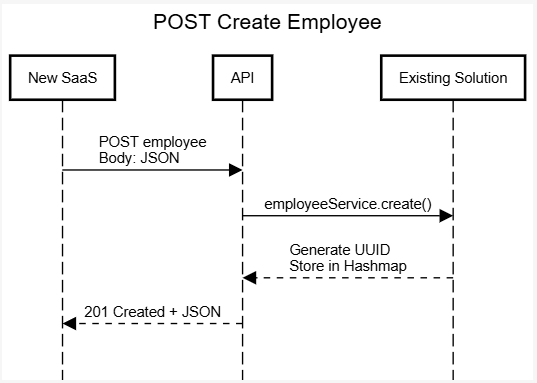 POST Create Employee
New SaaS
API
Existing Solution
POST employee
Body: JSON
employeeService.create()
Generate UUID
Store in Hashmap
201 Created + JSON